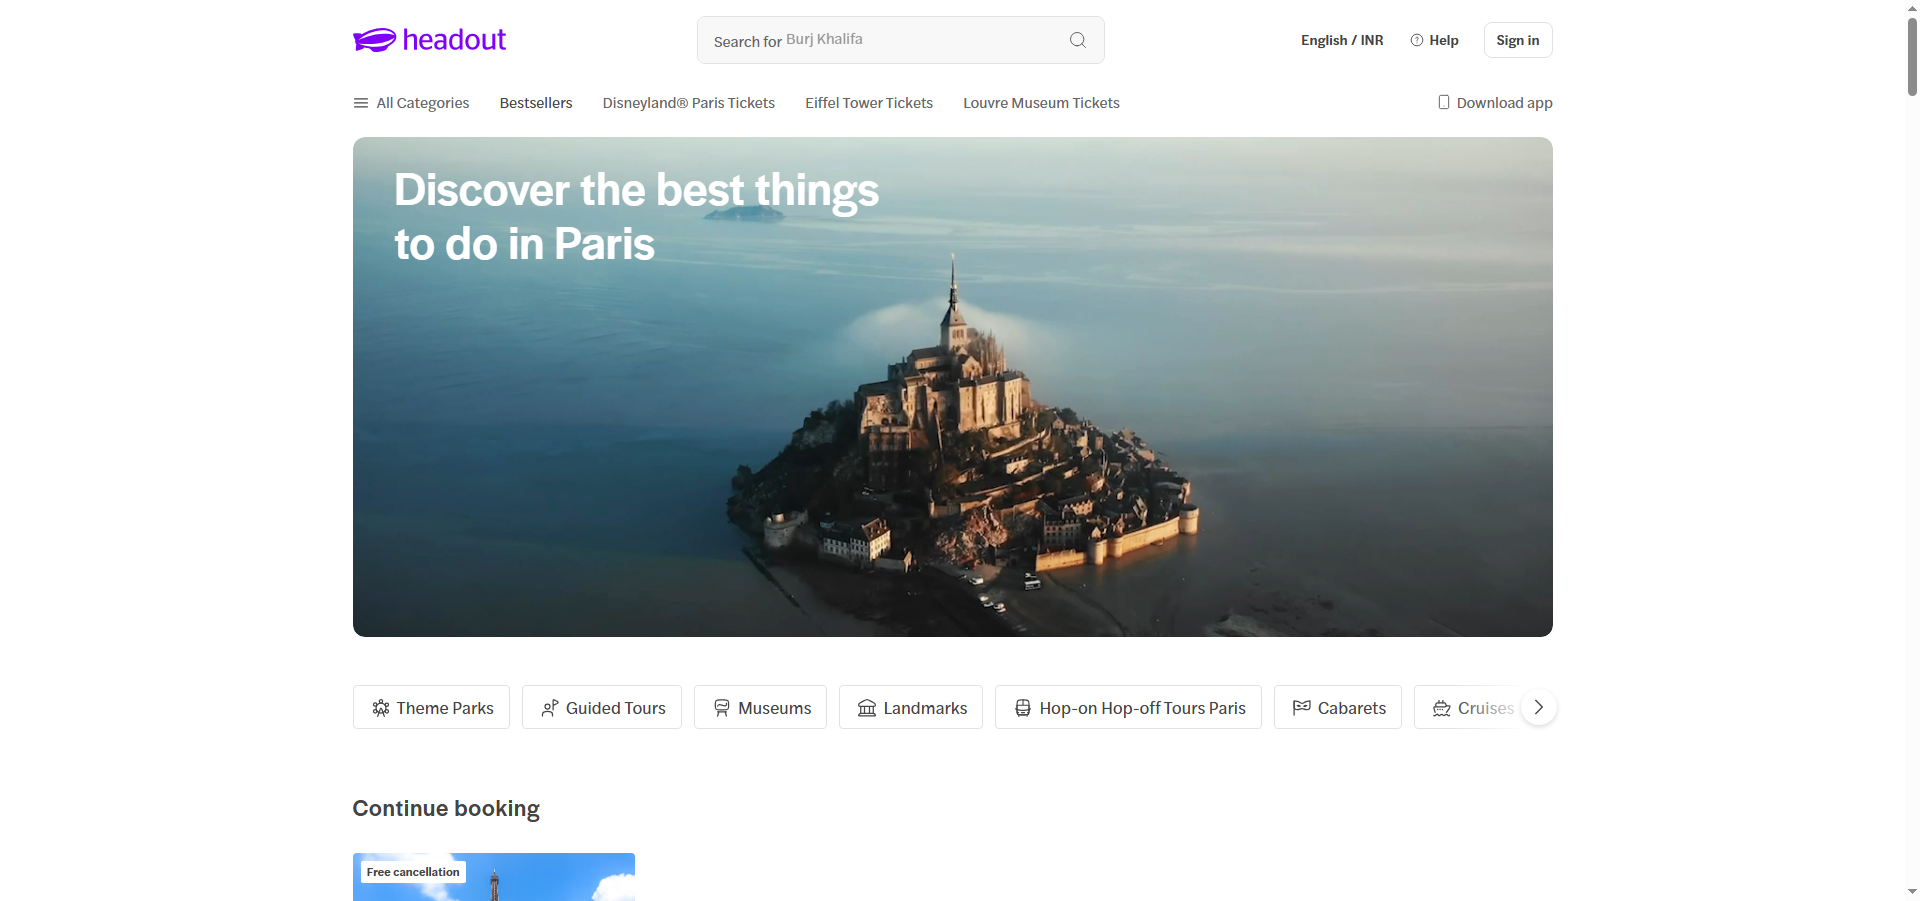 headout
Search for Burj Khalifa
English / INR
Help
Sign in
All Categories
Bestsellers
Disneyland® Paris Tickets
Eiffel Tower Tickets
Louvre Museum Tickets
Download app
Discover the best things
to do in Paris
Theme Parks
Guided Tours
Museums
Landmarks
Hop-on Hop-off Tours Paris
Cabarets
Cruises
Continue booking
Free cancellation